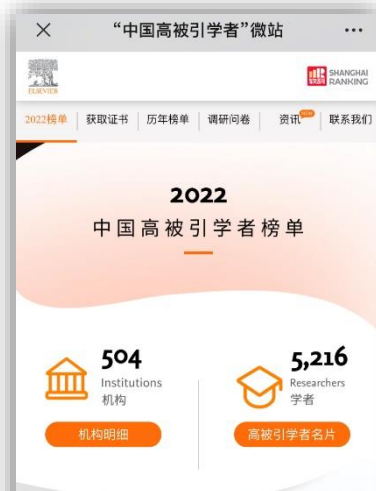 “中国高被引学者”微站
ELSEVIER
SHANGHAI
RANKING
2022榜单 获取证书 历年榜单 调研问卷 资讯 联系我们
2022
中国高被引学者榜单
504
Institutions
机构
机构明细
5,216
Researchers
学者
高被引学者名片